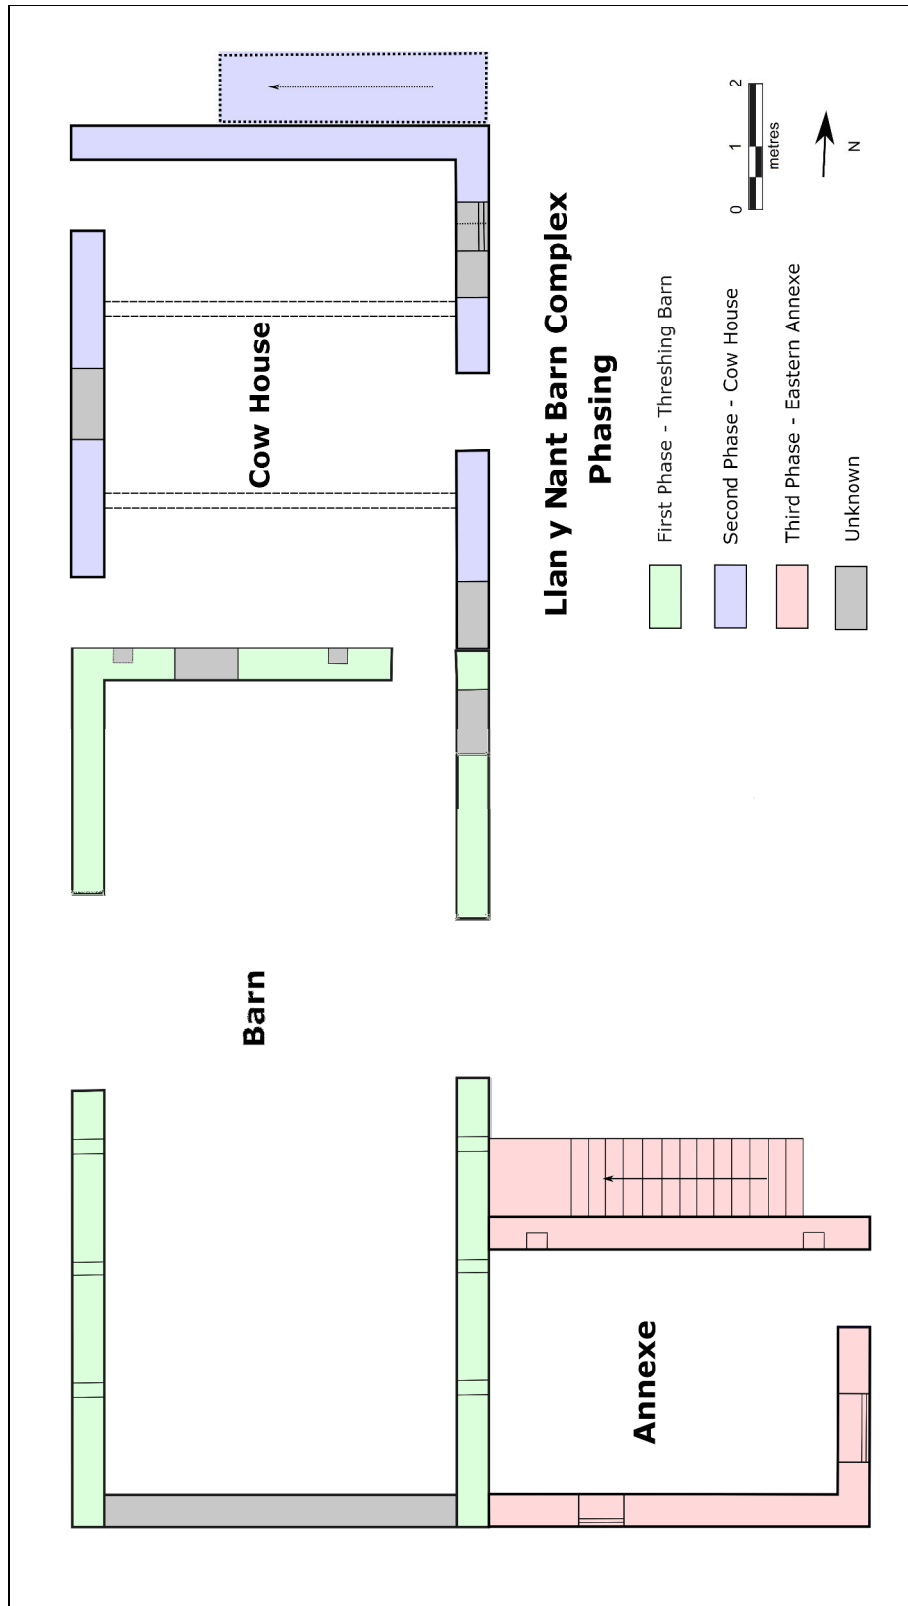 Cow House
Barn
Annexe
Llan y Nant Barn Complex
Phasing
First Phase - Threshing Barn
Second Phase - Cow House
Third Phase - Eastern Annexe
Unknown
0 1 2
metres
N